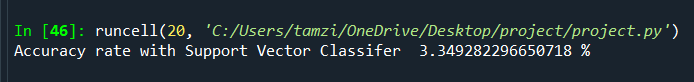 In [46]: runcell(20, 'C:/Users/tamzi/OneDrive/Desktop/project/project.py')
Accuracy rate with Support Vector Classifer  3.349282296650718 %